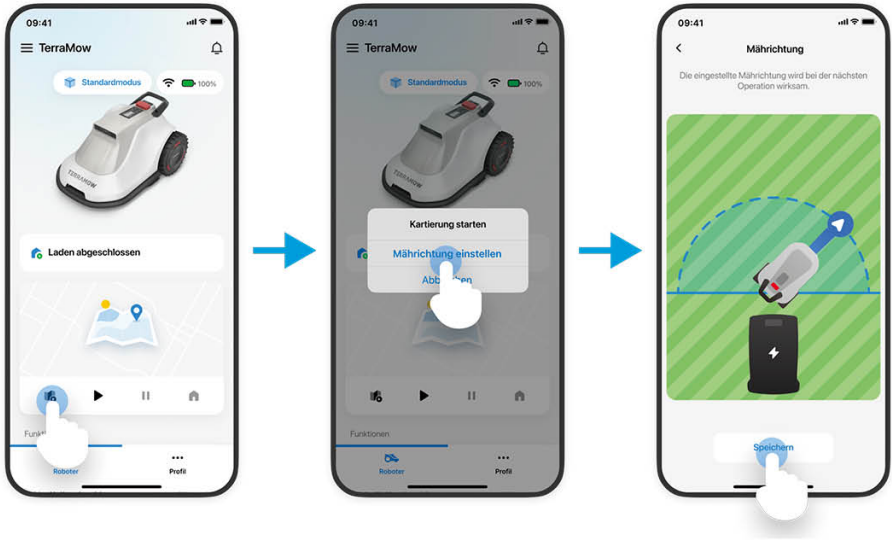 09:41
TerraMow
Standardmodus
100%
TERRAMOW
Laden abgeschlossen
Roboter
Profil
09:41
TerraMow
Standardmodus
100%
TERRAMOW
Kartierung starten
Mährichtung einstellen
Funktionen
Roboter
Profil
09:41
Mährichtung
Die eingestellte Mährichtung wird bei der nächsten
Operation wirksam.
Speichern